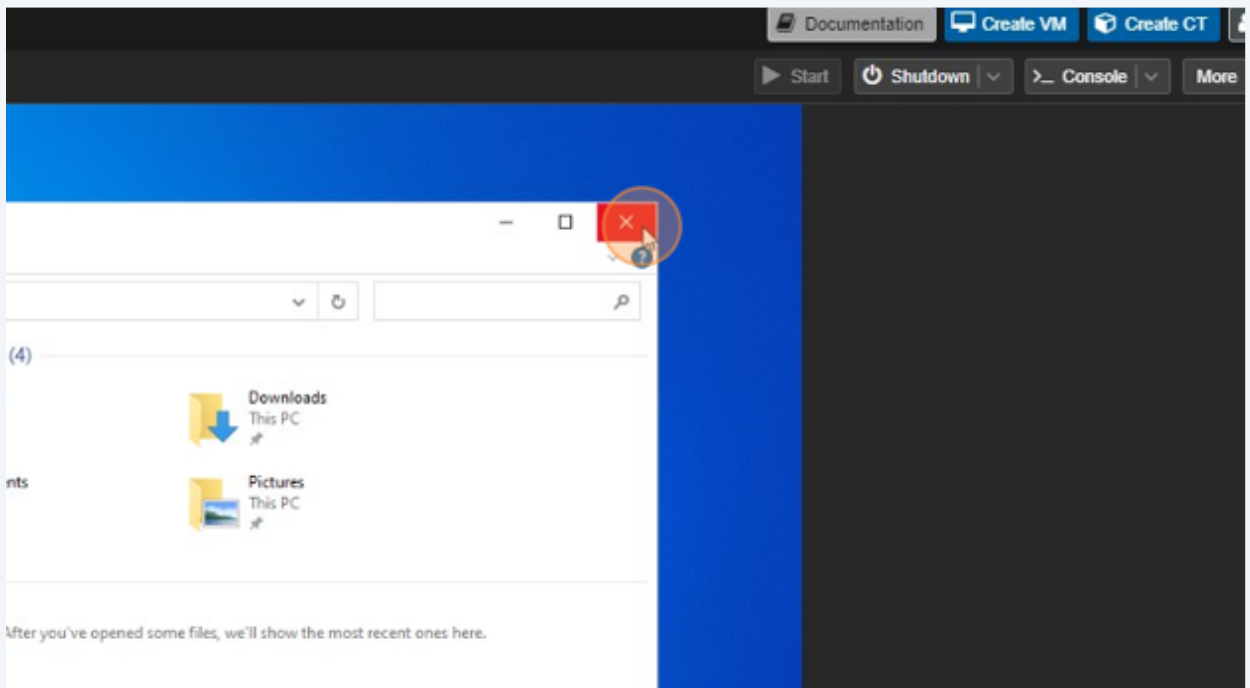 Documentation Create VM Create CT
Start Shutdown Console More
(4)
Downloads
This PC
ents
Pictures
This PC
After you've opened some files, we'll show the most recent ones here.